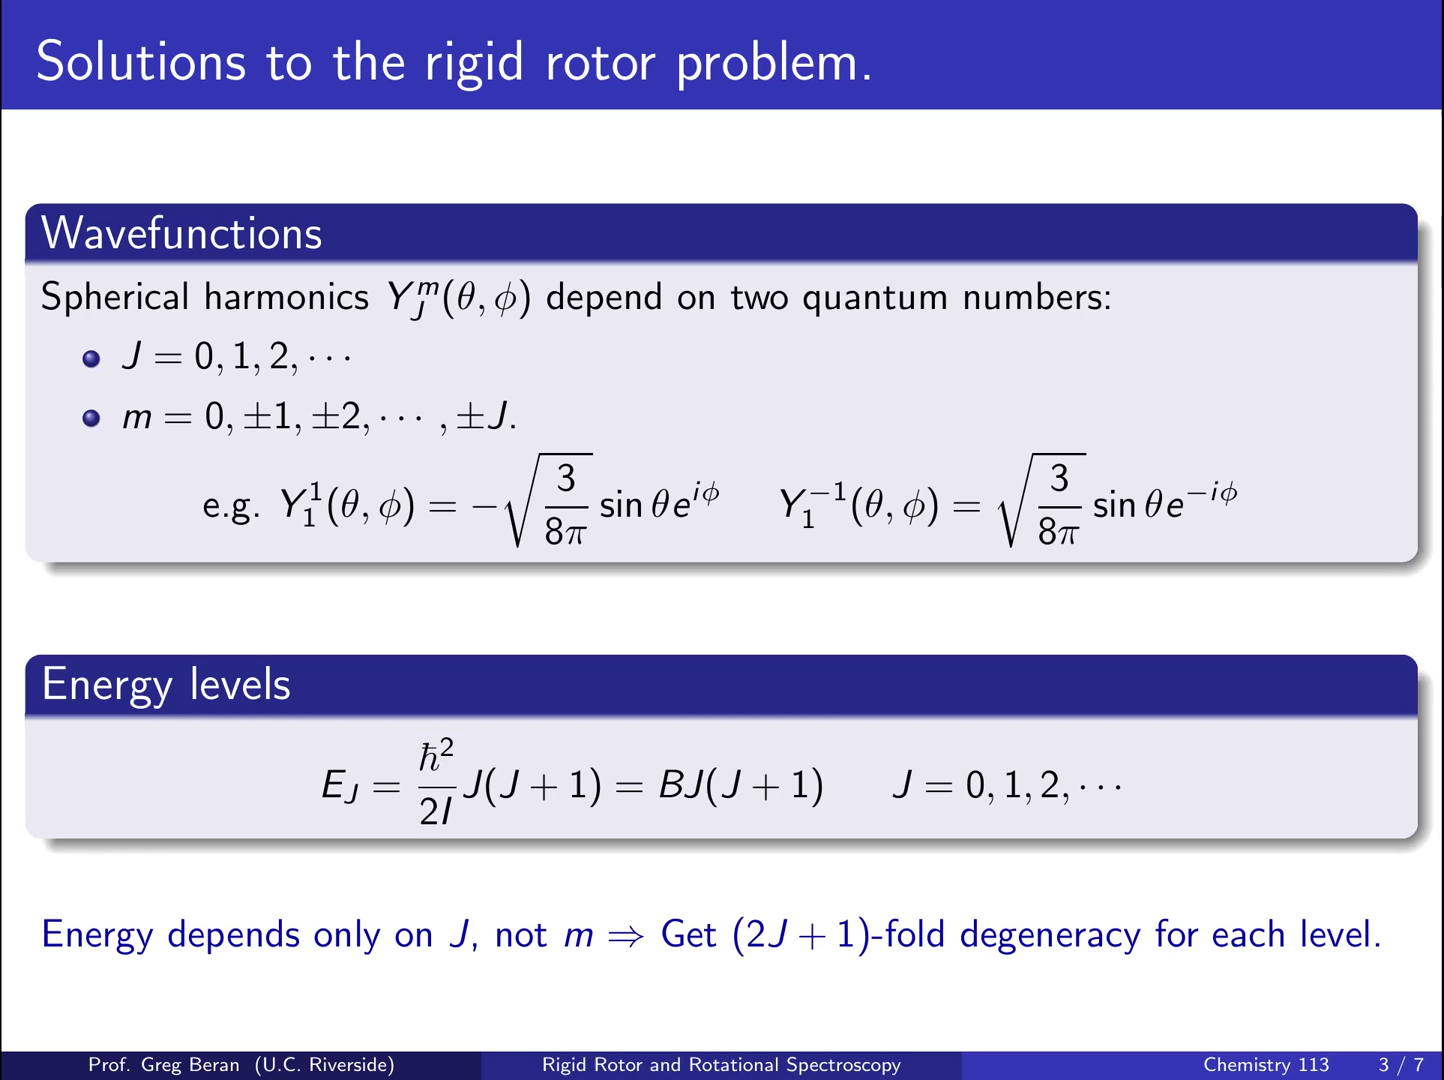 Solutions to the rigid rotor problem.
Wavefunctions
Spherical harmonics $Y_J^m(\theta, \phi)$ depend on two quantum numbers:
$J = 0, 1, 2, \cdots$
$m = 0, \pm 1, \pm 2, \cdots, \pm J.$
e.g. $Y_1^1(\theta, \phi) = -\sqrt{\frac{3}{8\pi}} \sin\theta e^{i\phi}$ $Y_1^{-1}(\theta, \phi) = \sqrt{\frac{3}{8\pi}} \sin\theta e^{-i\phi}$
Energy levels
$E_J = \frac{\hbar^2}{2I} J(J + 1) = BJ(J + 1)$ $J = 0, 1, 2, \cdots$
Energy depends only on $J$, not $m$ ⇒ Get $(2J + 1)$-fold degeneracy for each level.
Prof. Greg Beran (U.C. Riverside) Rigid Rotor and Rotational Spectroscopy Chemistry 113 3 / 7